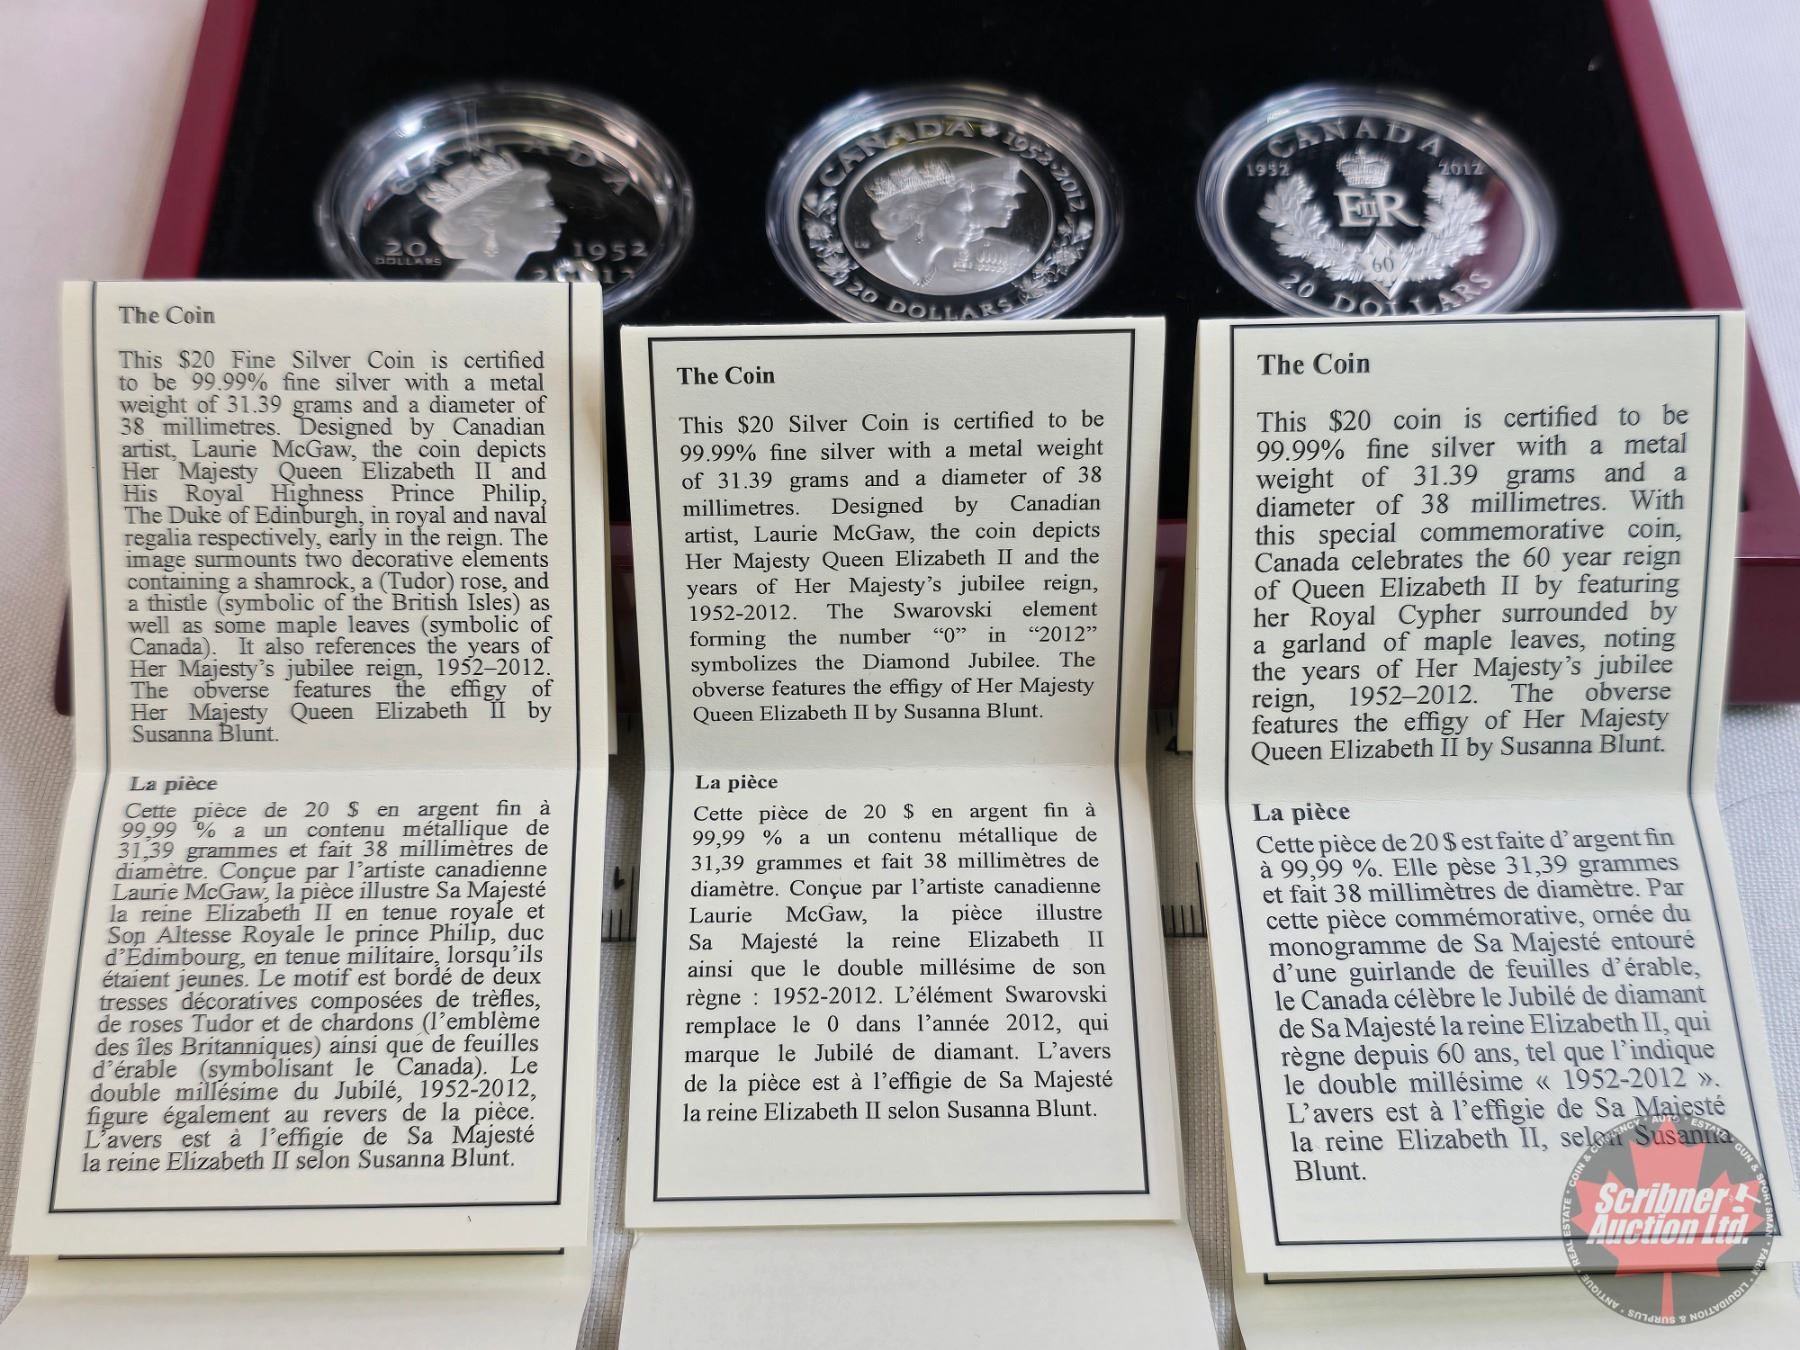 CANADA
20
DOLLARS
1952
CANADA 1952-2012
20 DOLLARS
CANADA
1952 2012
EIIR
60
20 DOLLARS
The Coin
This $20 Fine Silver Coin is certified
to be 99.99% fine silver with a metal
weight of 31.39 grams and a diameter of
38 millimetres. Designed by Canadian
artist, Laurie McGaw, the coin depicts
Her Majesty Queen Elizabeth II and
His Royal Highness Prince Philip,
The Duke of Edinburgh, in royal and naval
regalia respectively, early in the reign. The
image surmounts two decorative elements
containing a shamrock, a (Tudor) rose, and
a thistle (symbolic of the British Isles) as
well as some maple leaves (symbolic of
Canada). It also references the years of
Her Majesty's jubilee reign, 1952–2012.
The obverse features the effigy of
Her Majesty Queen Elizabeth II by
Susanna Blunt.
La pièce
Cette pièce de 20 $ en argent fin à
99,99 % a un contenu métallique de
31,39 grammes et fait 38 millimètres de
diamètre. Conçue par l'artiste canadienne
Laurie McGaw, la pièce illustre Sa Majesté
la reine Elizabeth II en tenue royale et
Son Altesse Royale le prince Philip, duc
d'Édimbourg, en tenue militaire, lorsqu'ils
étaient jeunes. Le motif est bordé de deux
tresses décoratives composées de trèfles,
de roses Tudor et de chardons (l'emblème
des îles Britanniques) ainsi que de feuilles
d'érable (symbolisant le Canada). Le
double millésime du Jubilé, 1952-2012,
figure également au revers de la pièce.
L'avers est à l'effigie de Sa Majesté
la reine Elizabeth II selon Susanna Blunt.
The Coin
This $20 Silver Coin is certified to be
99.99% fine silver with a metal weight
of 31.39 grams and a diameter of 38
millimetres. Designed by Canadian
artist, Laurie McGaw, the coin depicts
Her Majesty Queen Elizabeth II and the
years of Her Majesty's jubilee reign,
1952-2012. The Swarovski element
forming the number “0” in “2012”
symbolizes the Diamond Jubilee. The
obverse features the effigy of Her Majesty
Queen Elizabeth II by Susanna Blunt.
La pièce
Cette pièce de 20 $ en argent fin à
99,99 % a un contenu métallique de
31,39 grammes et fait 38 millimètres de
diamètre. Conçue par l'artiste canadienne
Laurie McGaw, la pièce illustre
Sa Majesté la reine Elizabeth II
ainsi que le double millésime de son
règne : 1952-2012. L'élément Swarovski
remplace le 0 dans l'année 2012, qui
marque le Jubilé de diamant. L'avers
de la pièce est à l'effigie de Sa Majesté
la reine Elizabeth II selon Susanna Blunt.
The Coin
This $20 coin is certified to be
99.99% fine silver with a metal
weight of 31.39 grams and a
diameter of 38 millimetres. With
this special commemorative coin,
Canada celebrates the 60 year reign
of Queen Elizabeth II by featuring
her Royal Cypher surrounded by
a garland of maple leaves, noting
the years of Her Majesty's jubilee
reign, 1952–2012. The obverse
features the effigy of Her Majesty
Queen Elizabeth II by Susanna Blunt.
La pièce
Cette pièce de 20 $ est faite d'argent fin
à 99,99 %. Elle pèse 31,39 grammes
et fait 38 millimètres de diamètre. Par
cette pièce commémorative, ornée du
monogramme de Sa Majesté entouré
d'une guirlande de feuilles d'érable,
le Canada célèbre le Jubilé de diamant
de Sa Majesté la reine Elizabeth II, qui
règne depuis 60 ans, tel que l'indique
le double millésime « 1952-2012 ».
L'avers est à l'effigie de Sa Majesté
la reine Elizabeth II, selon Susanna
Blunt.
Scribner
Auction Ltd.
REAL ESTATE • COIN & CURRENCY • AUTO • ESTATE • GUN & SPORTSMAN • FARM • LIQUIDATION & SURPLUS • ANTIQUE